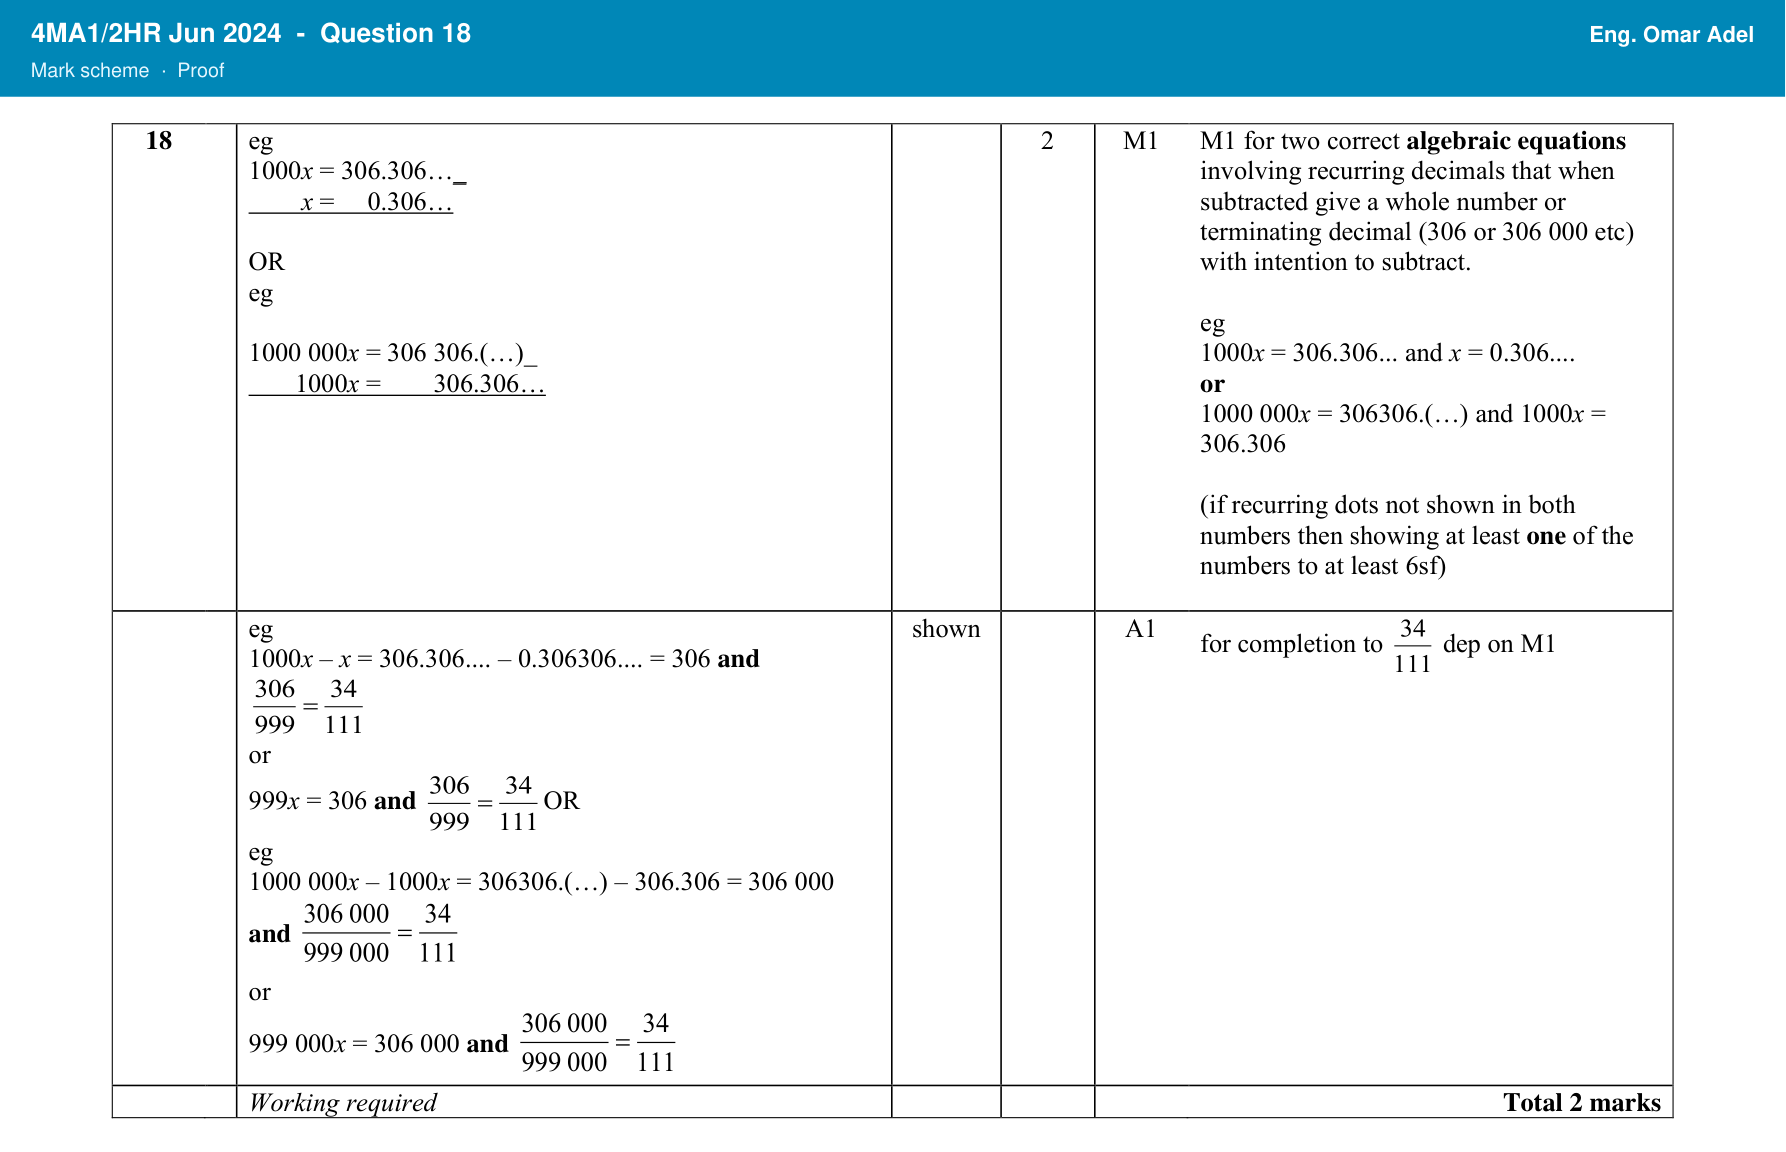 4MA1/2HR Jun 2024 - Question 18
Eng. Omar Adel
Mark scheme · Proof
18
eg
1000x = 306.306…_
x = 0.306…
OR
eg
1000 000x = 306 306.(…)_
1000x = 306.306…
2
M1
M1 for two correct algebraic equations
involving recurring decimals that when
subtracted give a whole number or
terminating decimal (306 or 306 000 etc)
with intention to subtract.
eg
1000x = 306.306... and x = 0.306....
or
1000 000x = 306306.(…) and 1000x =
306.306
(if recurring dots not shown in both
numbers then showing at least one of the
numbers to at least 6sf)
eg
1000x – x = 306.306.... – 0.306306.... = 306 and
306/999 = 34/111
or
999x = 306 and 306/999 = 34/111 OR
eg
1000 000x – 1000x = 306306.(…) – 306.306 = 306 000
and 306 000/999 000 = 34/111
or
999 000x = 306 000 and 306 000/999 000 = 34/111
shown
A1
for completion to 34/111 dep on M1
Working required
Total 2 marks